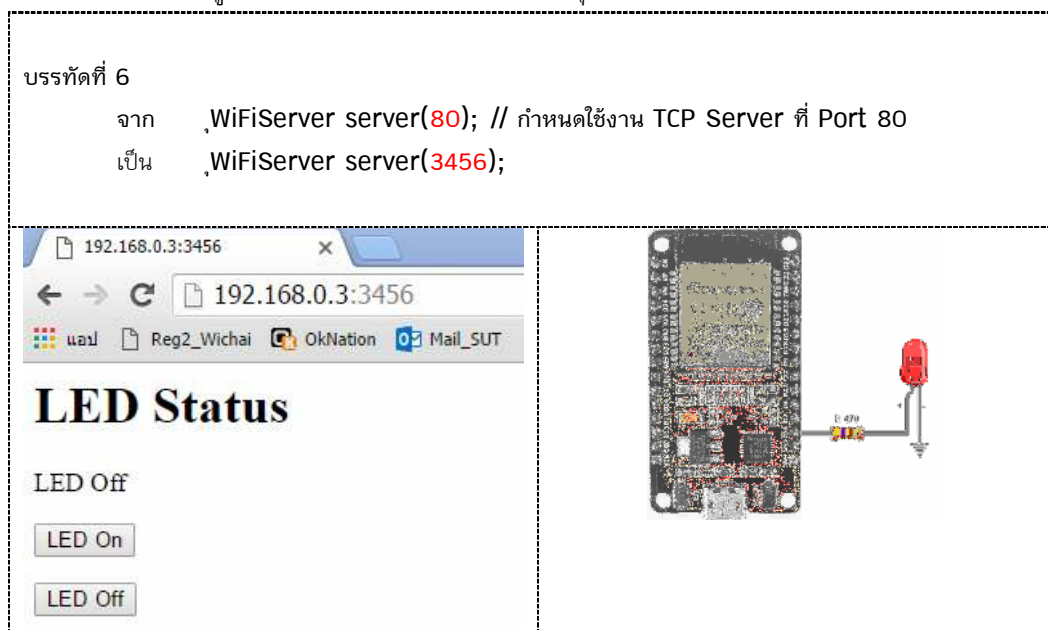 บรรทัดที่ 6
จาก ุWiFiServer server(80); // กำหนดใช้งาน TCP Server ที่ Port 80
เป็น ุWiFiServer server(3456);
192.168.0.3:3456
192.168.0.3:3456
แอป Reg2_Wichai OkNation Mail_SUT
LED Status
LED Off
LED On
LED Off